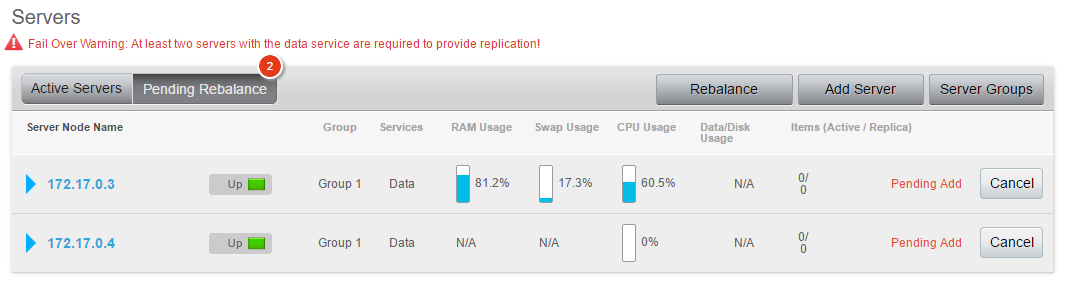 Servers
Fail Over Warning: At least two servers with the data service are required to provide replication!
Active Servers Pending Rebalance 2 Rebalance Add Server Server Groups
Server Node Name Group Services RAM Usage Swap Usage CPU Usage Data/Disk Usage Items (Active / Replica)
172.17.0.3 Up Group 1 Data 81.2% 17.3% 60.5% N/A 0/ 0 Pending Add Cancel
172.17.0.4 Up Group 1 Data N/A N/A 0% N/A 0/ 0 Pending Add Cancel